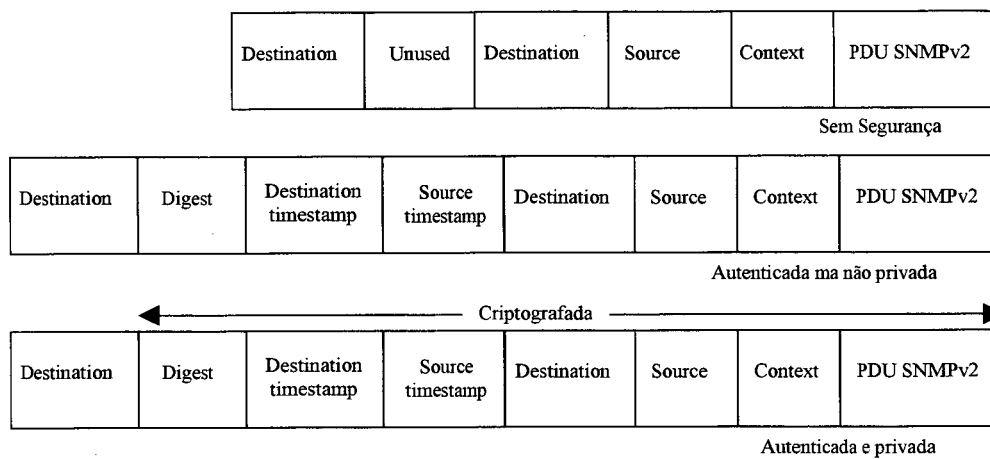 Destination Unused Destination Source Context PDU SNMPv2
Sem Segurança
Destination Digest Destination timestamp Source timestamp Destination Source Context PDU SNMPv2
Autenticada ma não privada
Criptografada
Destination Digest Destination timestamp Source timestamp Destination Source Context PDU SNMPv2
Autenticada e privada